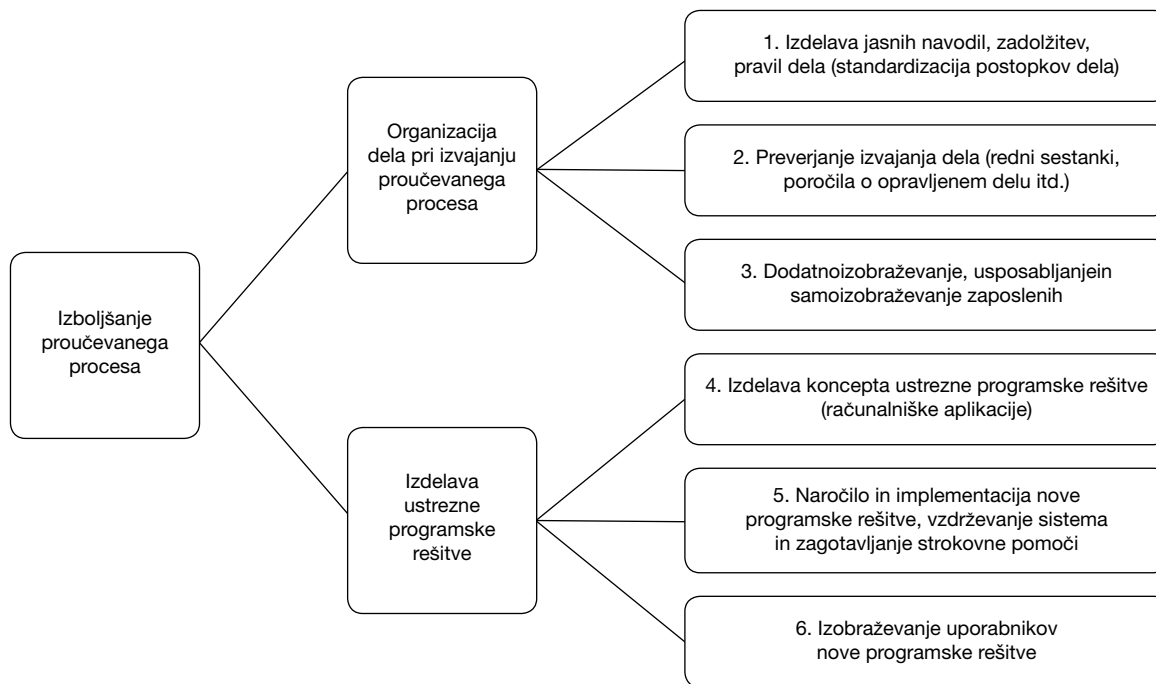 Izboljšanje
proučevanega
procesa
Organizacija
dela pri izvajanju
proučevanega
procesa
1. Izdelava jasnih navodil, zadolžitev,
pravil dela (standardizacija postopkov dela)
2. Preverjanje izvajanja dela (redni sestanki,
poročila o opravljenem delu itd.)
3. Dodatnoizobraževanje, usposabljanjein
samoizobraževanje zaposlenih
Izdelava
ustrezne
programske
rešitve
4. Izdelava koncepta ustrezne programske rešitve
(računalniške aplikacije)
5. Naročilo in implementacija nove
programske rešitve, vzdrževanje sistema
in zagotavljanje strokovne pomoči
6. Izobraževanje uporabnikov
nove programske rešitve